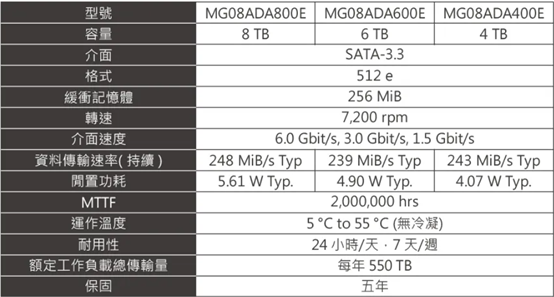 型號 MG08ADA800E MG08ADA600E MG08ADA400E
容量 8 TB 6 TB 4 TB
介面 SATA-3.3
格式 512 e
緩衝記憶體 256 MiB
轉速 7,200 rpm
介面速度 6.0 Gbit/s, 3.0 Gbit/s, 1.5 Gbit/s
資料傳輸速率( 持續 ) 248 MiB/s Typ 239 MiB/s Typ 243 MiB/s Typ
閒置功耗 5.61 W Typ. 4.90 W Typ. 4.07 W Typ.
MTTF 2,000,000 hrs
運作溫度 5 °C to 55 °C (無冷凝)
耐用性 24 小時/天，7 天/週
額定工作負載總傳輸量 每年 550 TB
保固 五年